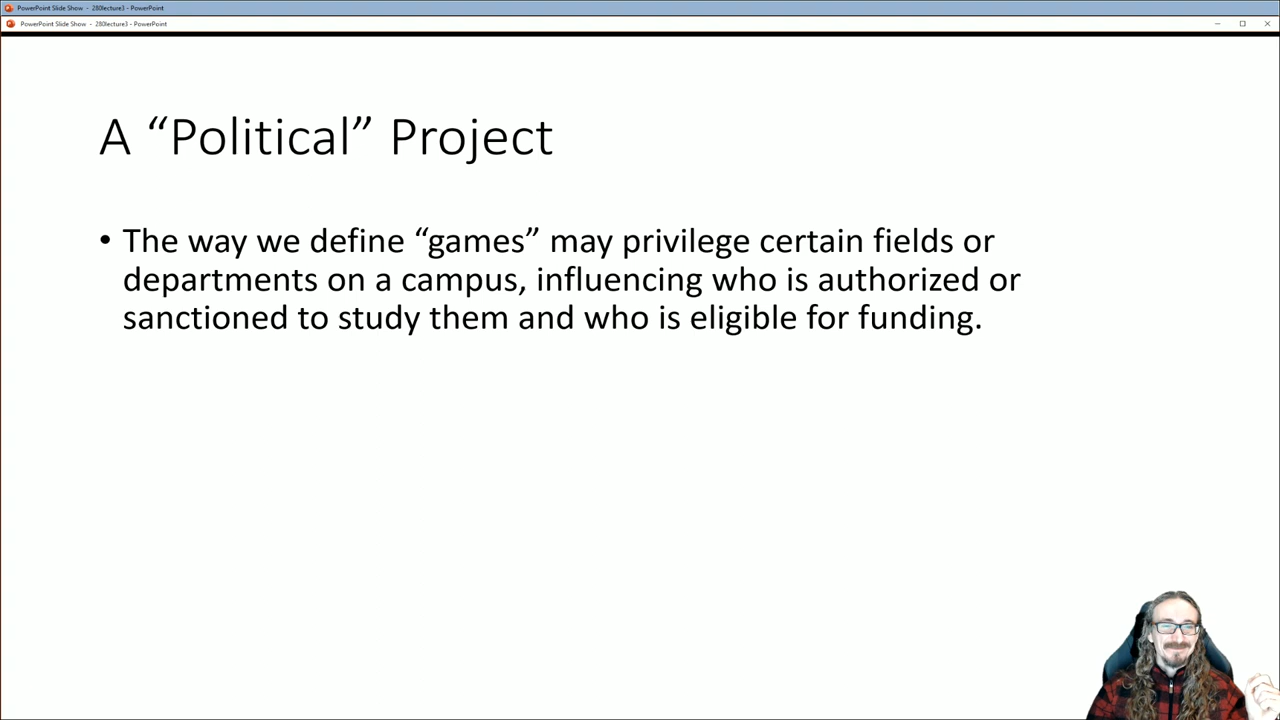 PowerPoint Slide Show - 280lecture3 - PowerPoint
PowerPoint Slide Show - 280lecture3 - PowerPoint
A “Political” Project
• The way we define “games” may privilege certain fields or
departments on a campus, influencing who is authorized or
sanctioned to study them and who is eligible for funding.